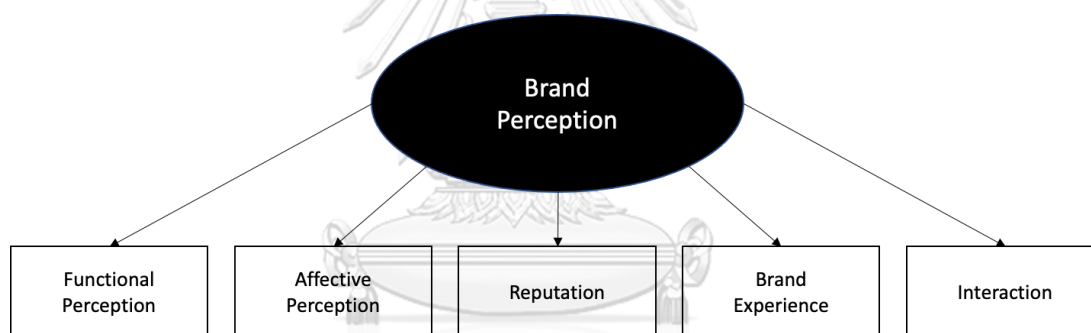 Brand
Perception
Functional
Perception
Affective
Perception
Reputation
Brand
Experience
Interaction